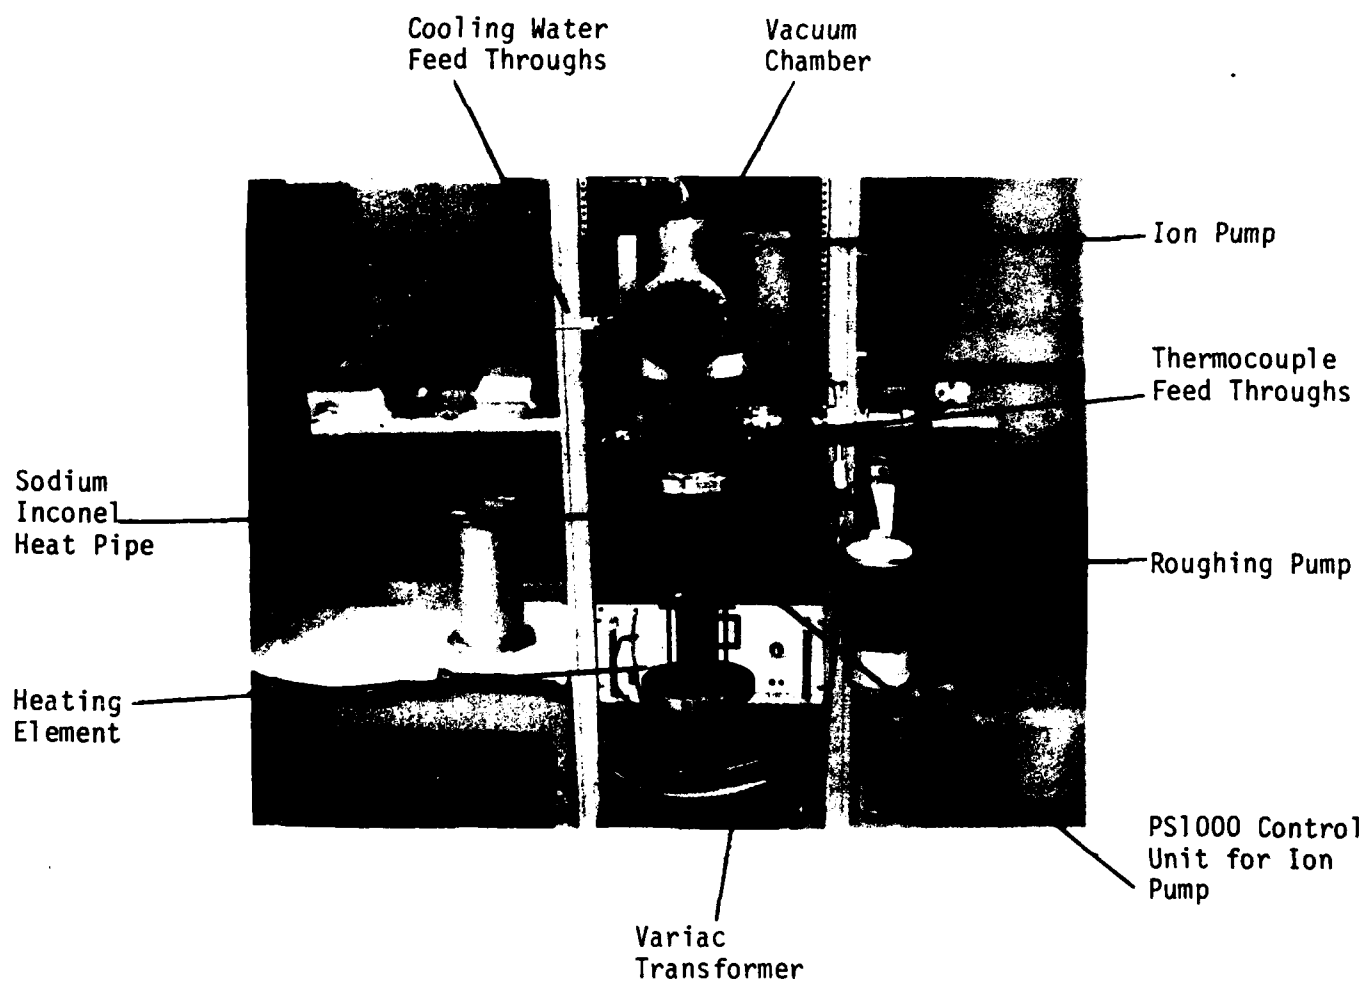 Cooling Water
Feed Throughs
Vacuum
Chamber
Ion Pump
Thermocouple
Feed Throughs
Sodium
Inconel
Heat Pipe
Roughing Pump
Heating
Element
PS1000 Control
Unit for Ion
Pump
Variac
Transformer